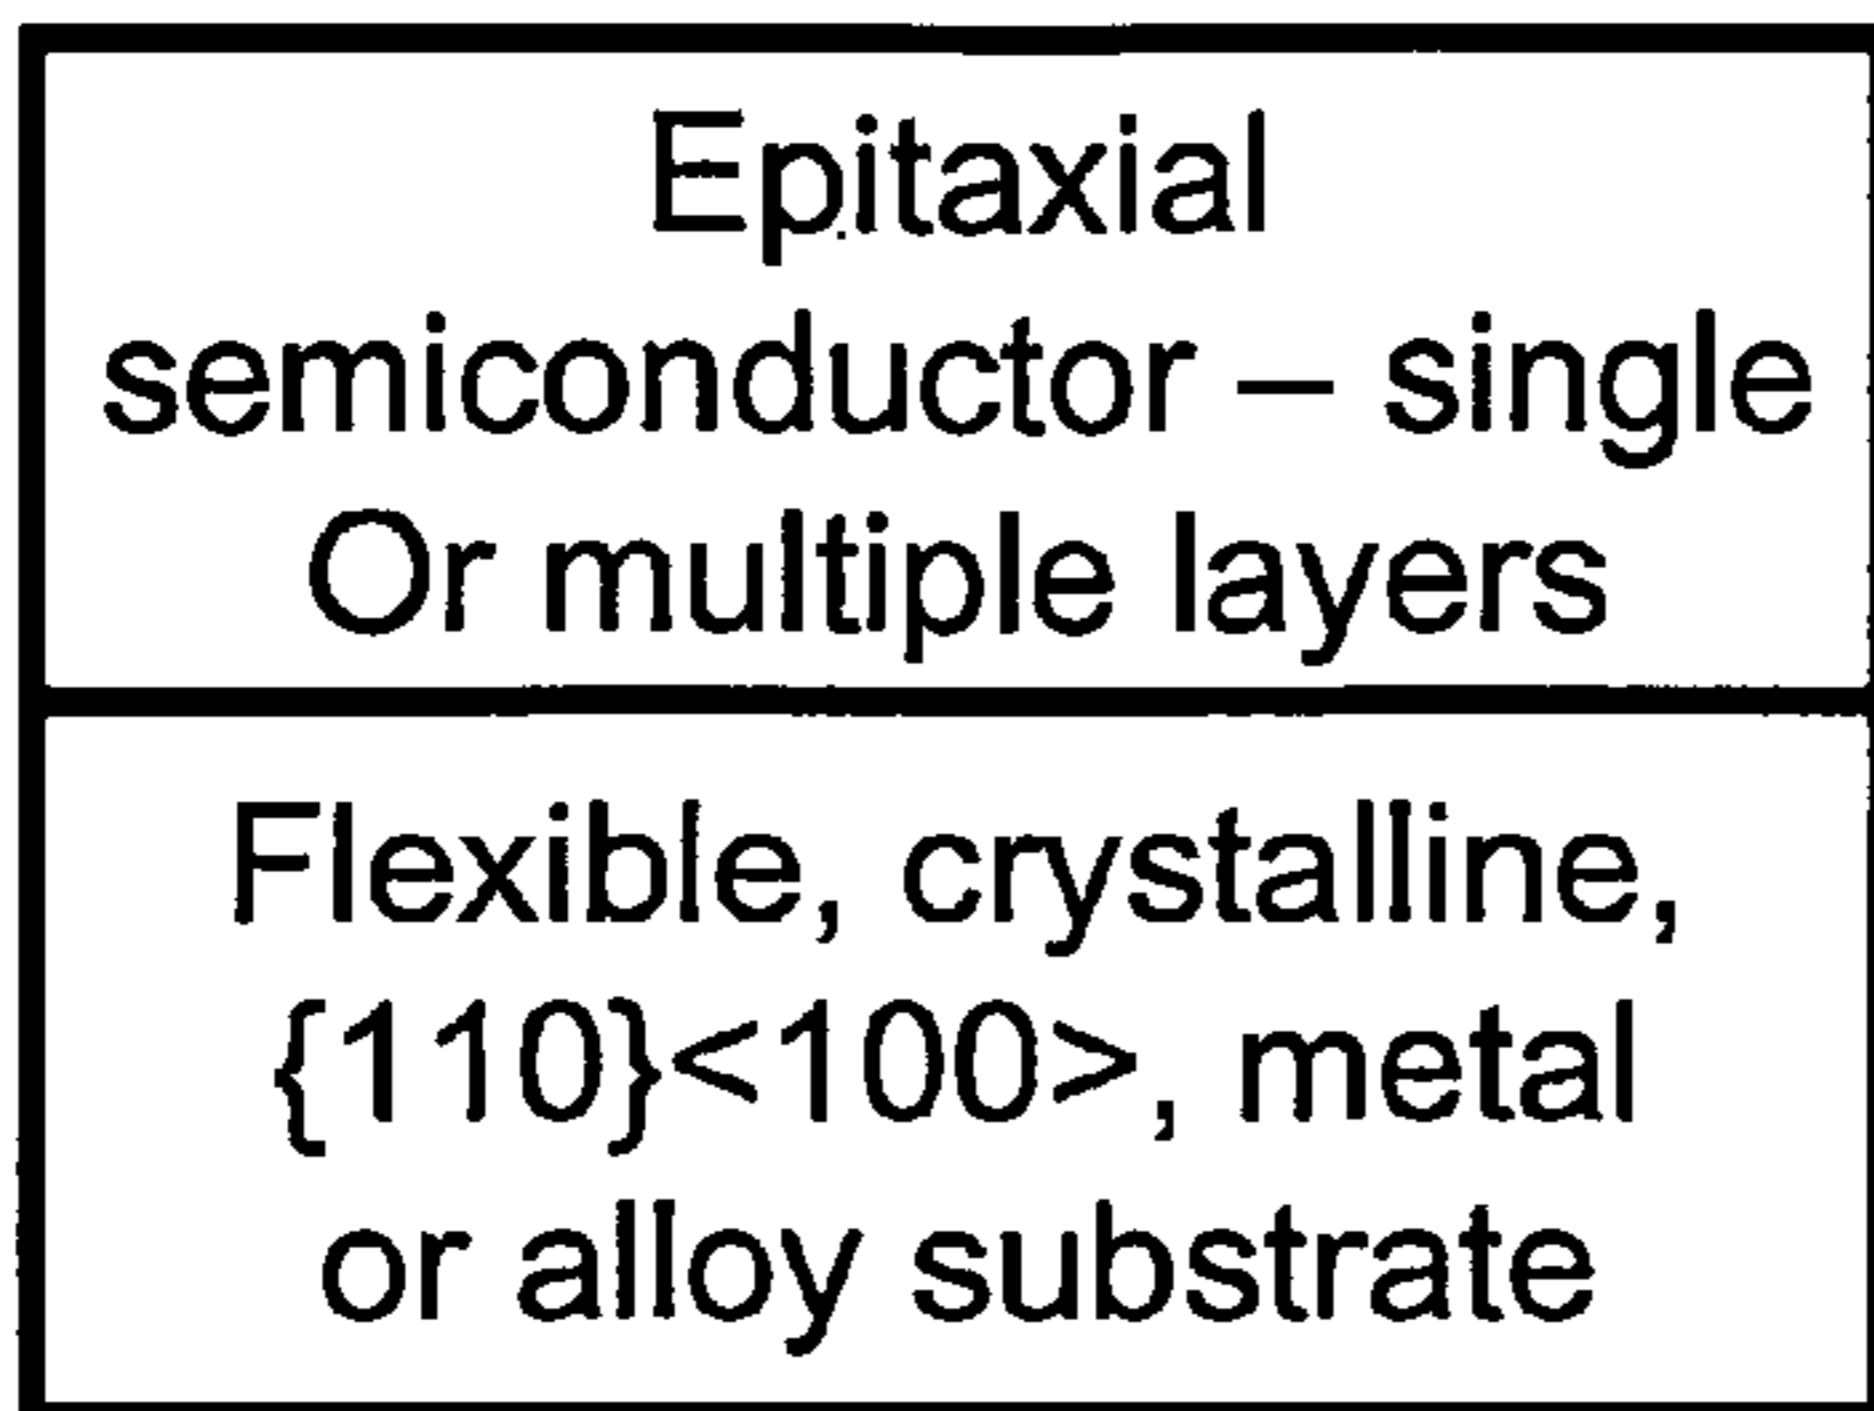 Epitaxial
semiconductor – single
Or multiple layers
Flexible, crystalline,
{110}<100>, metal
or alloy substrate